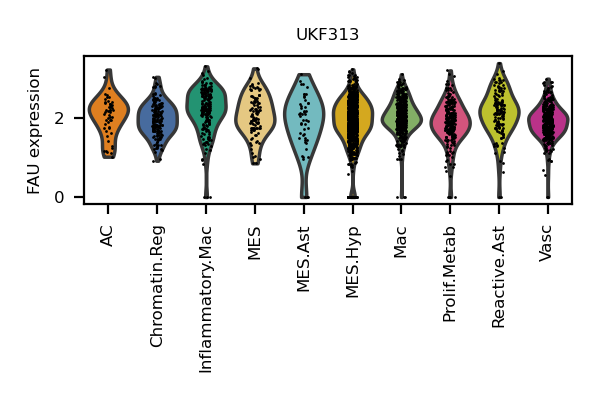 UKF313
FAU expression
2
0
AC
Chromatin.Reg
Inflammatory.Mac
MES
MES.Ast
MES.Hyp
Mac
Prolif.Metab
Reactive.Ast
Vasc